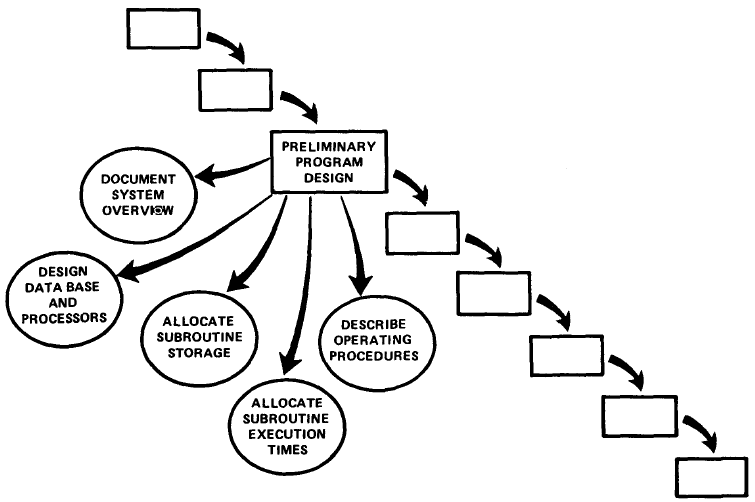 PRELIMINARY
PROGRAM
DESIGN
DOCUMENT
SYSTEM
OVERVIEW
DESIGN
DATA BASE
AND
PROCESSORS
ALLOCATE
SUBROUTINE
STORAGE
ALLOCATE
SUBROUTINE
EXECUTION
TIMES
DESCRIBE
OPERATING
PROCEDURES